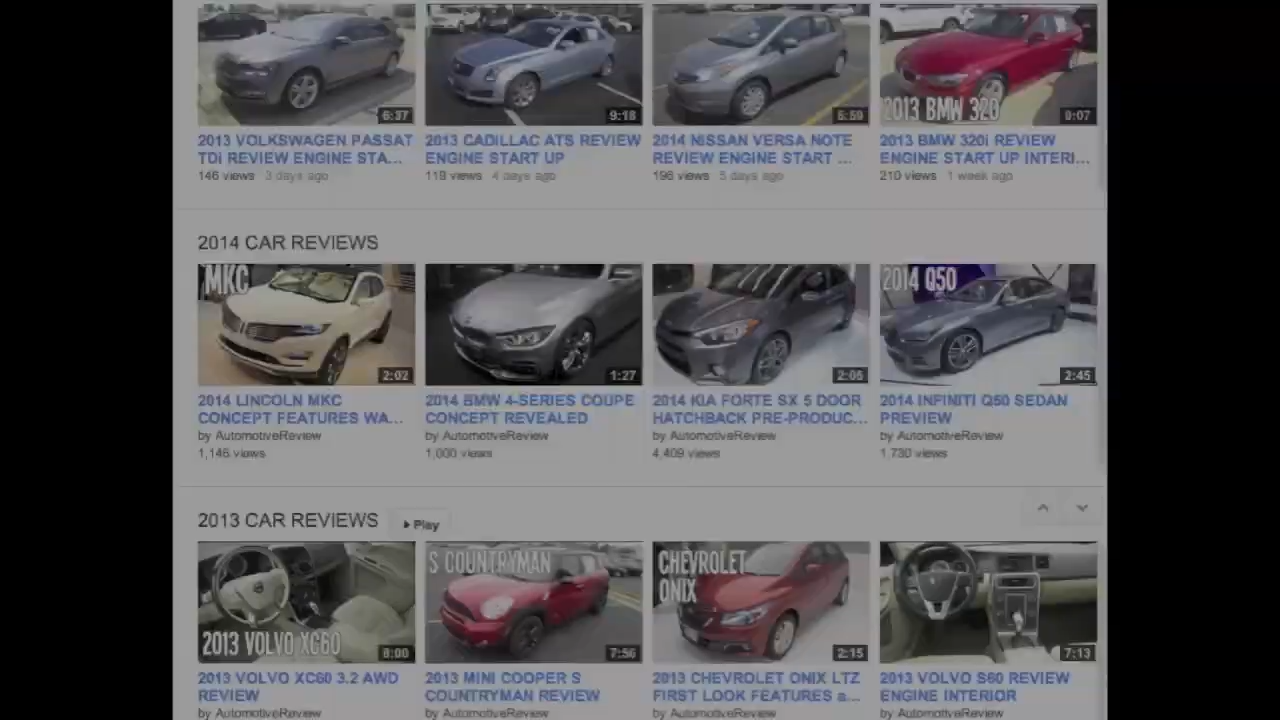 6:37
9:18
5:59
2013 BMW 320
9:07
2013 VOLKSWAGEN PASSAT
TDi REVIEW ENGINE STA...
146 views 3 days ago
2013 CADILLAC ATS REVIEW
ENGINE START UP
119 views 4 days ago
2014 NISSAN VERSA NOTE
REVIEW ENGINE START ...
196 views 5 days ago
2013 BMW 320i REVIEW
ENGINE START UP INTERI...
210 views 1 week ago
2014 CAR REVIEWS
MKC
2:02
1:27
2:05
2014 Q50
2:45
2014 LINCOLN MKC
CONCEPT FEATURES WA...
by AutomotiveReview
1,146 views
2014 BMW 4-SERIES COUPE
CONCEPT REVEALED
by AutomotiveReview
1,000 views
2014 KIA FORTE SX 5 DOOR
HATCHBACK PRE-PRODUC...
by AutomotiveReview
4,409 views
2014 INFINITI Q50 SEDAN
PREVIEW
by AutomotiveReview
1,730 views
2013 CAR REVIEWS
Play
2013 VOLVO XC60
8:00
S COUNTRYMAN
7:56
CHEVROLET
ONIX
2:15
7:13
2013 VOLVO XC60 3.2 AWD
REVIEW
by AutomotiveReview
2013 MINI COOPER S
COUNTRYMAN REVIEW
by AutomotiveReview
2013 CHEVROLET ONIX LTZ
FIRST LOOK FEATURES a...
by AutomotiveReview
2013 VOLVO S60 REVIEW
ENGINE INTERIOR
by AutomotiveReview